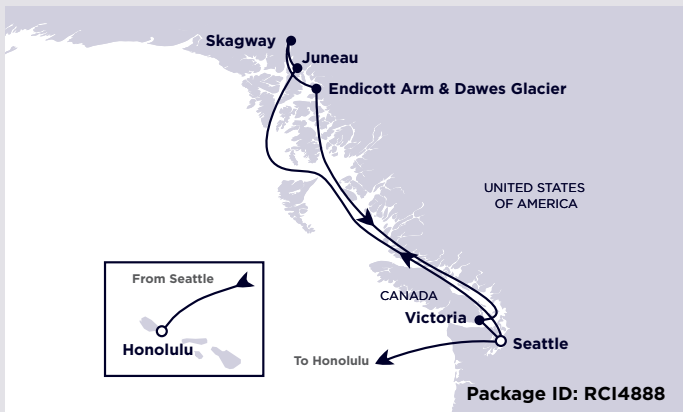 Skagway
Juneau
Endicott Arm & Dawes Glacier
UNITED STATES
OF AMERICA
From Seattle
Honolulu
CANADA
Victoria
Seattle
To Honolulu
Package ID: RCI4888